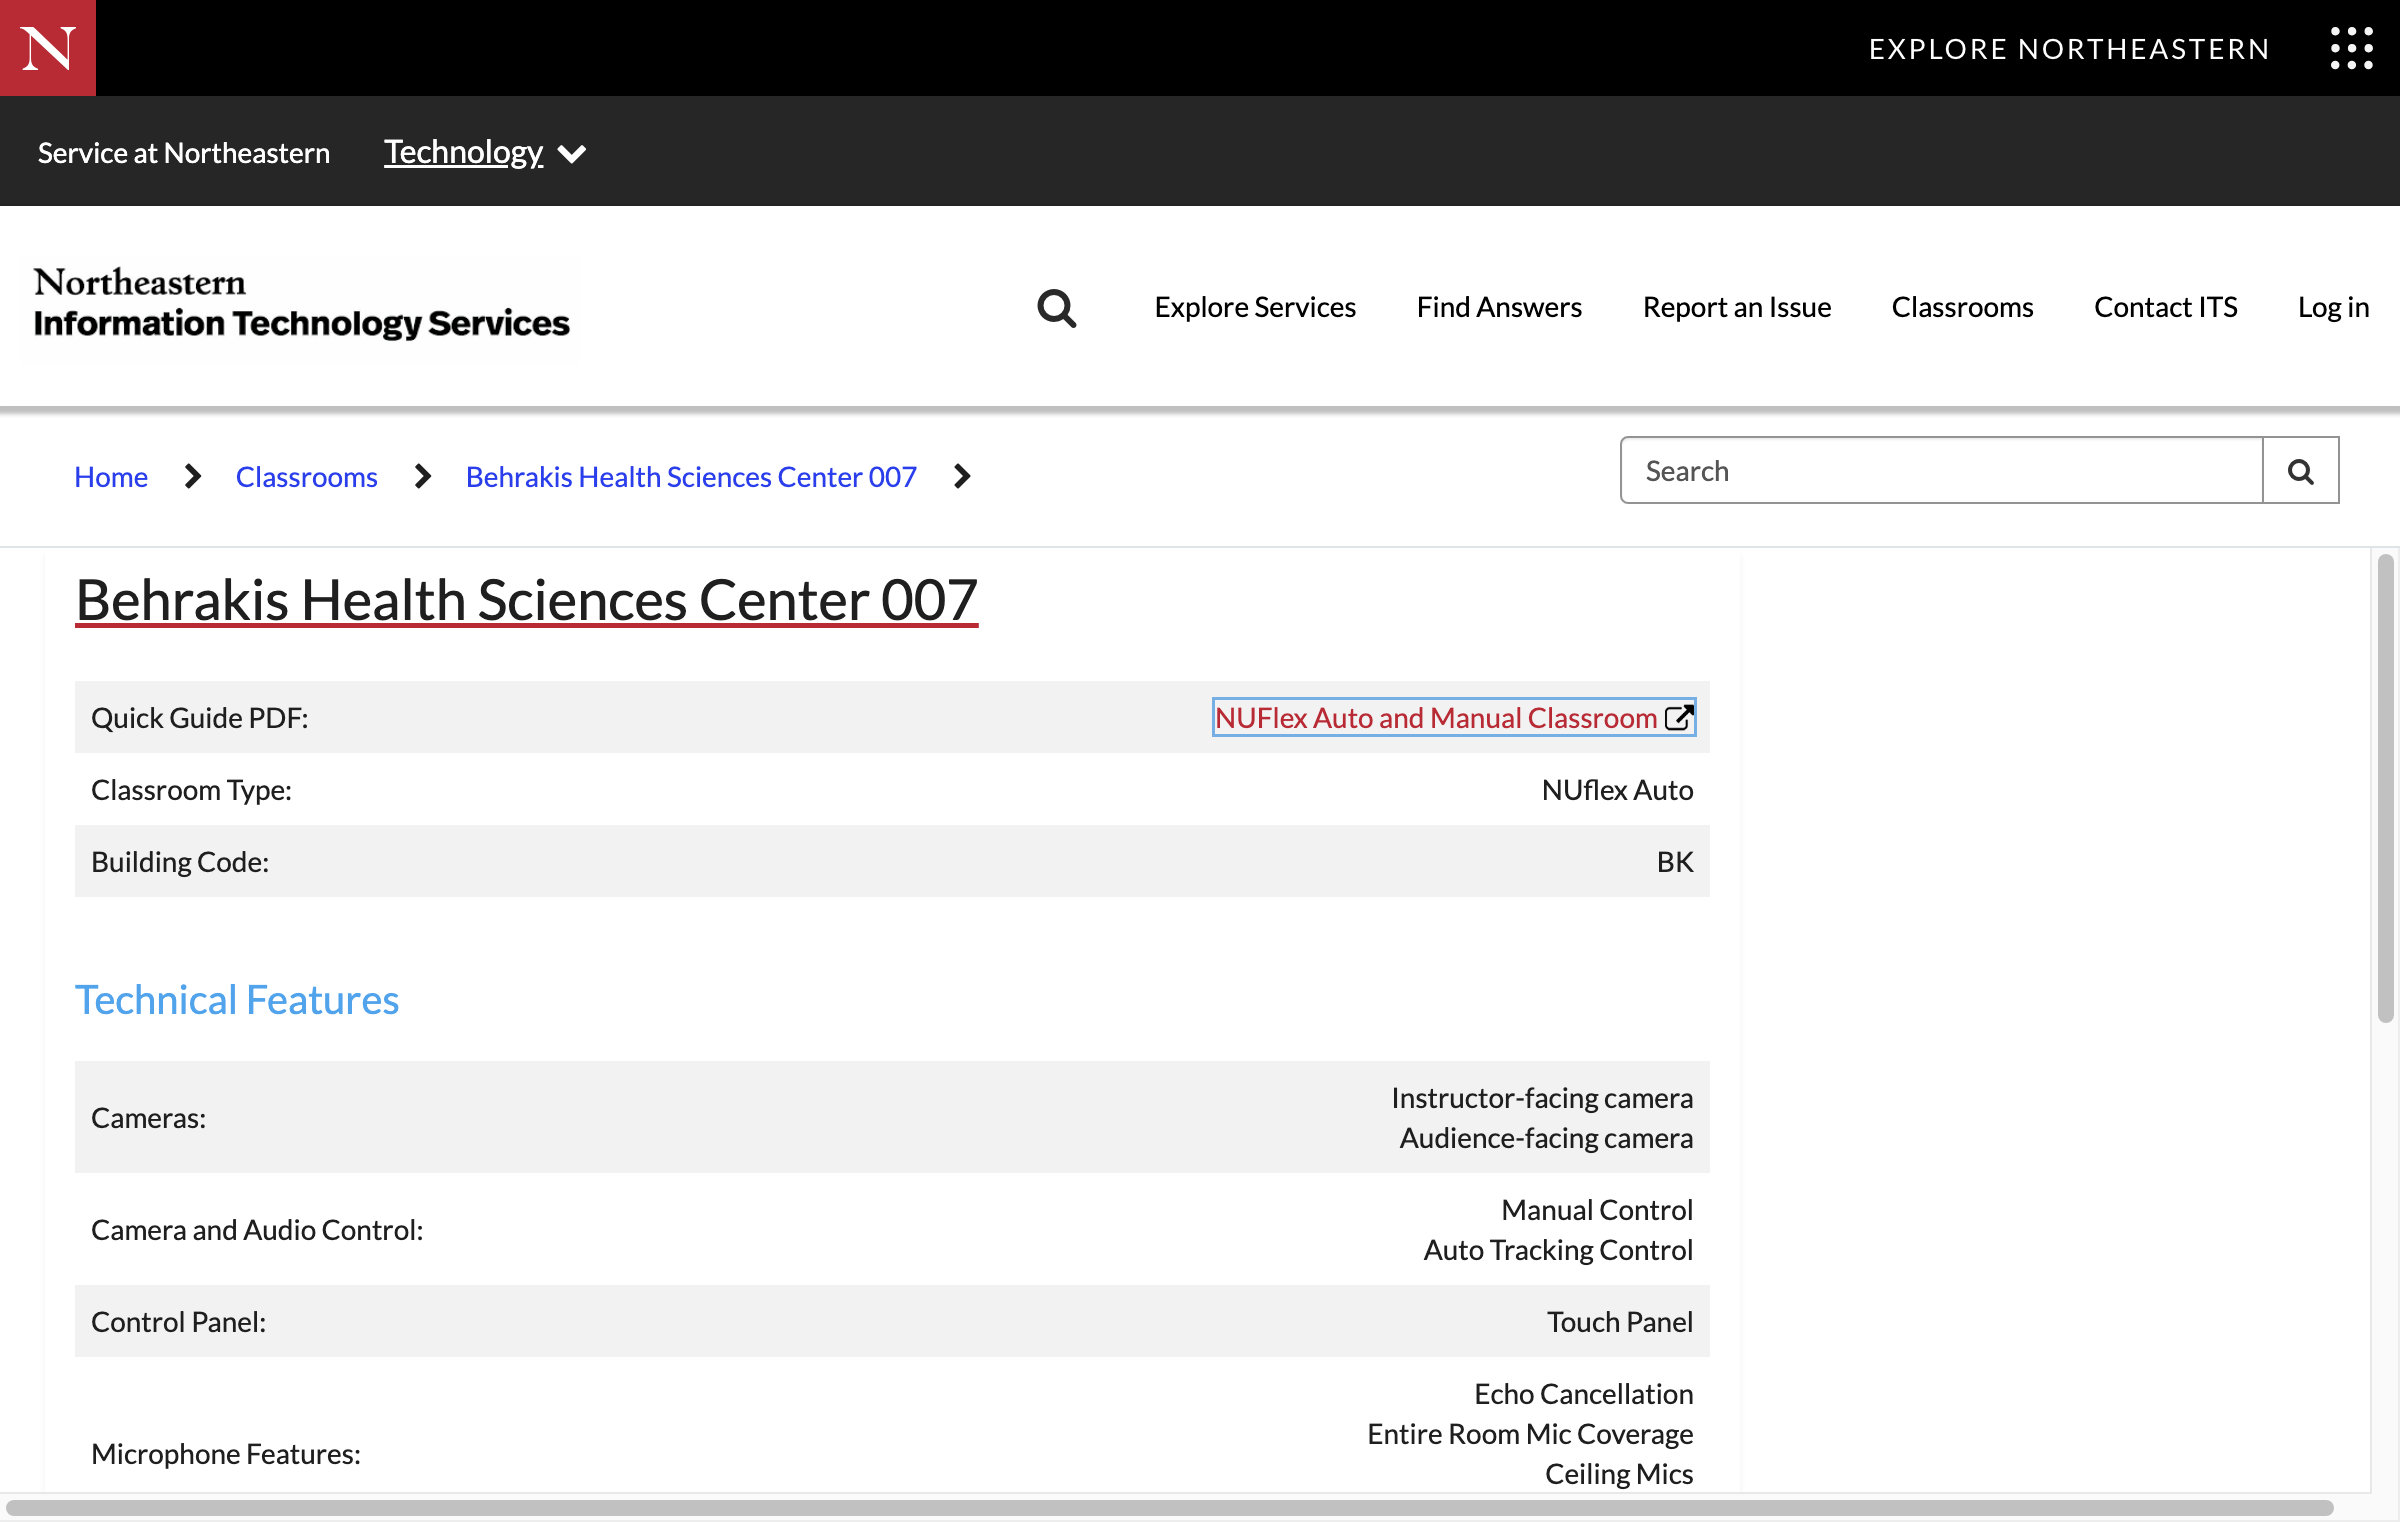 N
EXPLORE NORTHEASTERN
Service at Northeastern Technology
Northeastern
Information Technology Services
Explore Services Find Answers Report an Issue Classrooms Contact ITS Log in
Home Classrooms Behrakis Health Sciences Center 007
Search
Behrakis Health Sciences Center 007
Quick Guide PDF: NUFlex Auto and Manual Classroom
Classroom Type: NUflex Auto
Building Code: BK
Technical Features
Cameras: Instructor-facing camera
Audience-facing camera
Camera and Audio Control: Manual Control
Auto Tracking Control
Control Panel: Touch Panel
Microphone Features: Echo Cancellation
Entire Room Mic Coverage
Ceiling Mics